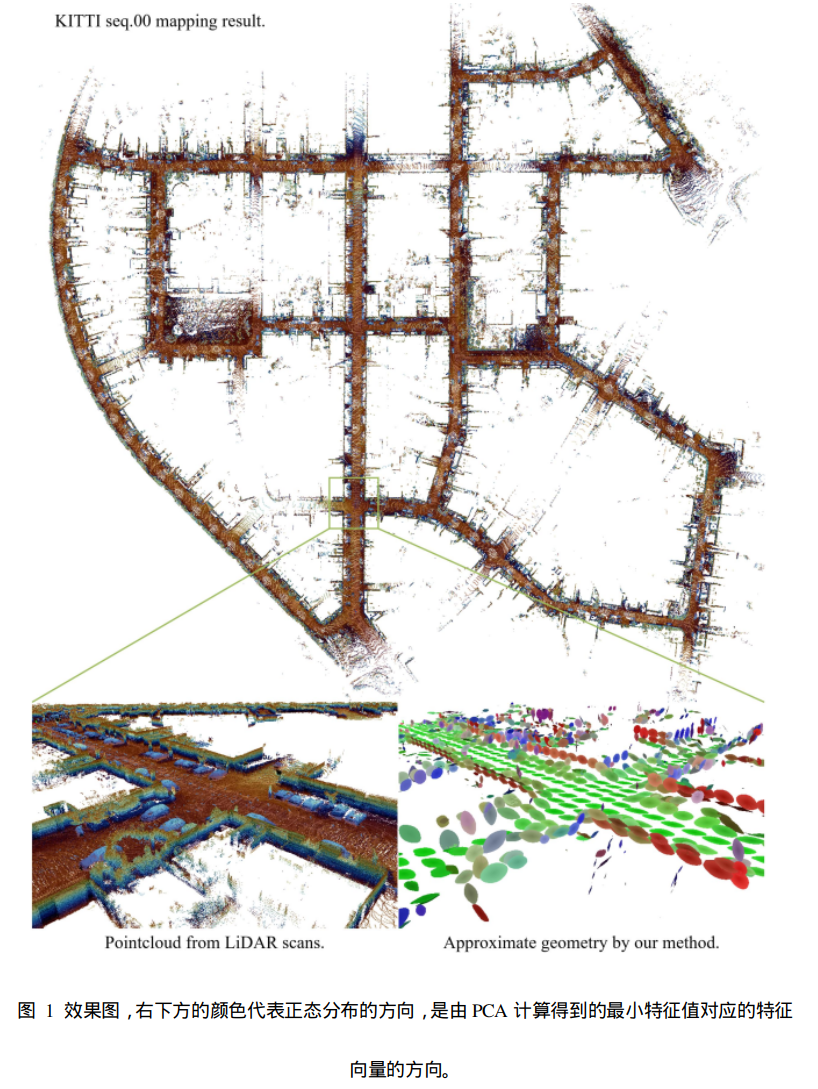 KITTI seq.00 mapping result.
Pointcloud from LiDAR scans.
Approximate geometry by our method.
图 1 效果图，右下方的颜色代表正态分布的方向，是由 PCA 计算得到的最小特征值对应的特征
向量的方向。